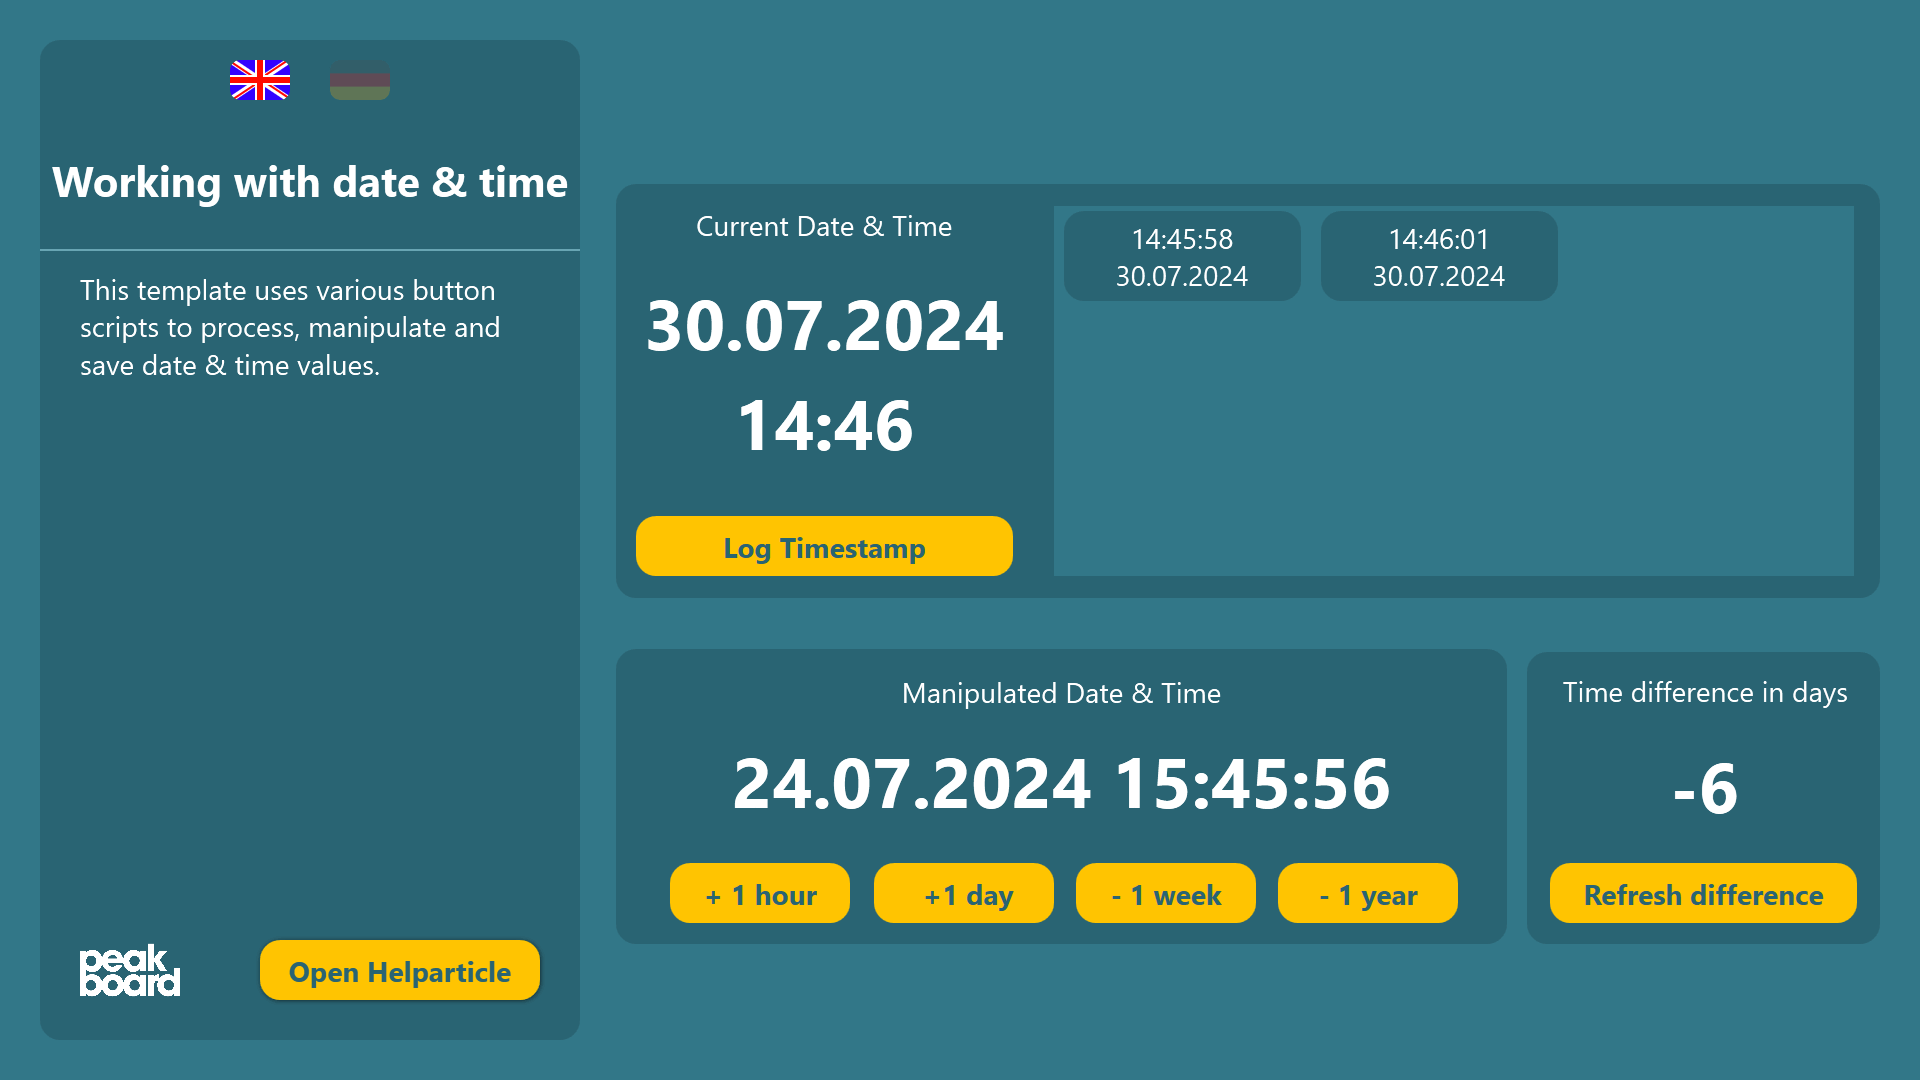 Working with date & time
This template uses various button
scripts to process, manipulate and
save date & time values.
peak
board
Open Helparticle
Current Date & Time
30.07.2024
14:46
Log Timestamp
14:45:58
30.07.2024
14:46:01
30.07.2024
Manipulated Date & Time
24.07.2024 15:45:56
+ 1 hour
+1 day
- 1 week
- 1 year
Time difference in days
-6
Refresh difference